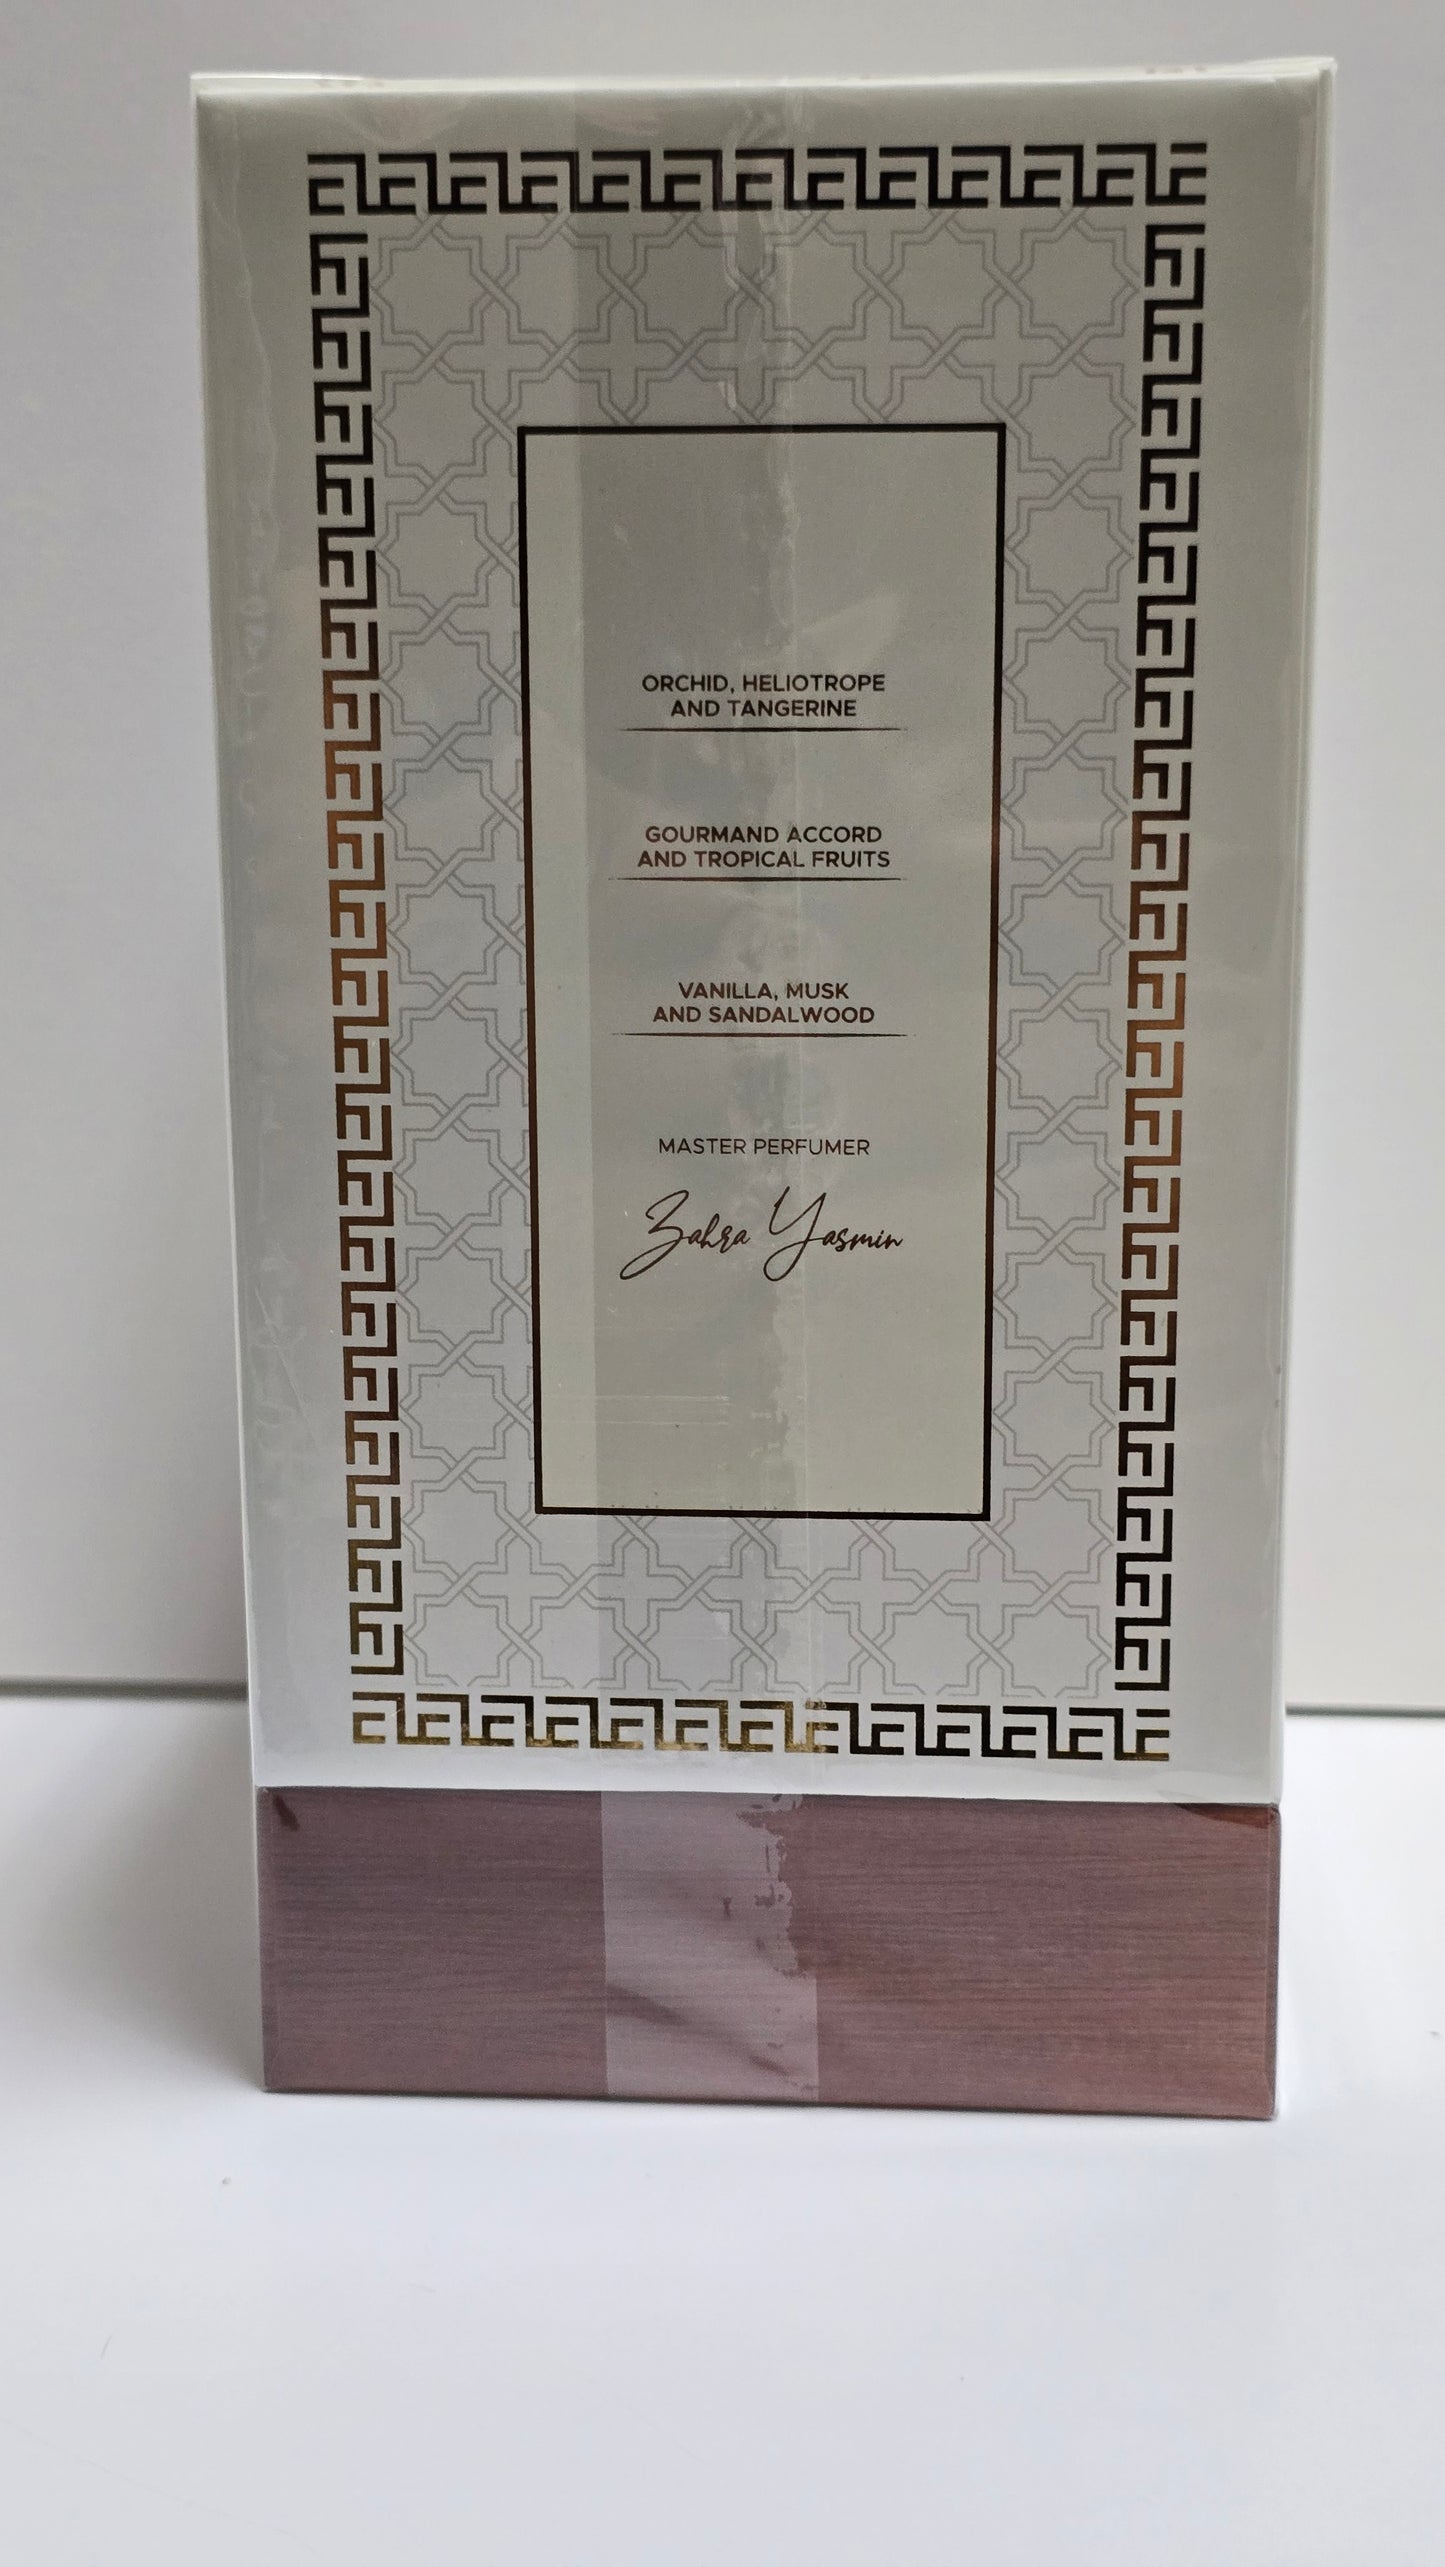 ORCHID, HELIOTROPE
AND TANGERINE
GOURMAND ACCORD
AND TROPICAL FRUITS
VANILLA, MUSK
AND SANDALWOOD
MASTER PERFUMER
Zahra Yasmin